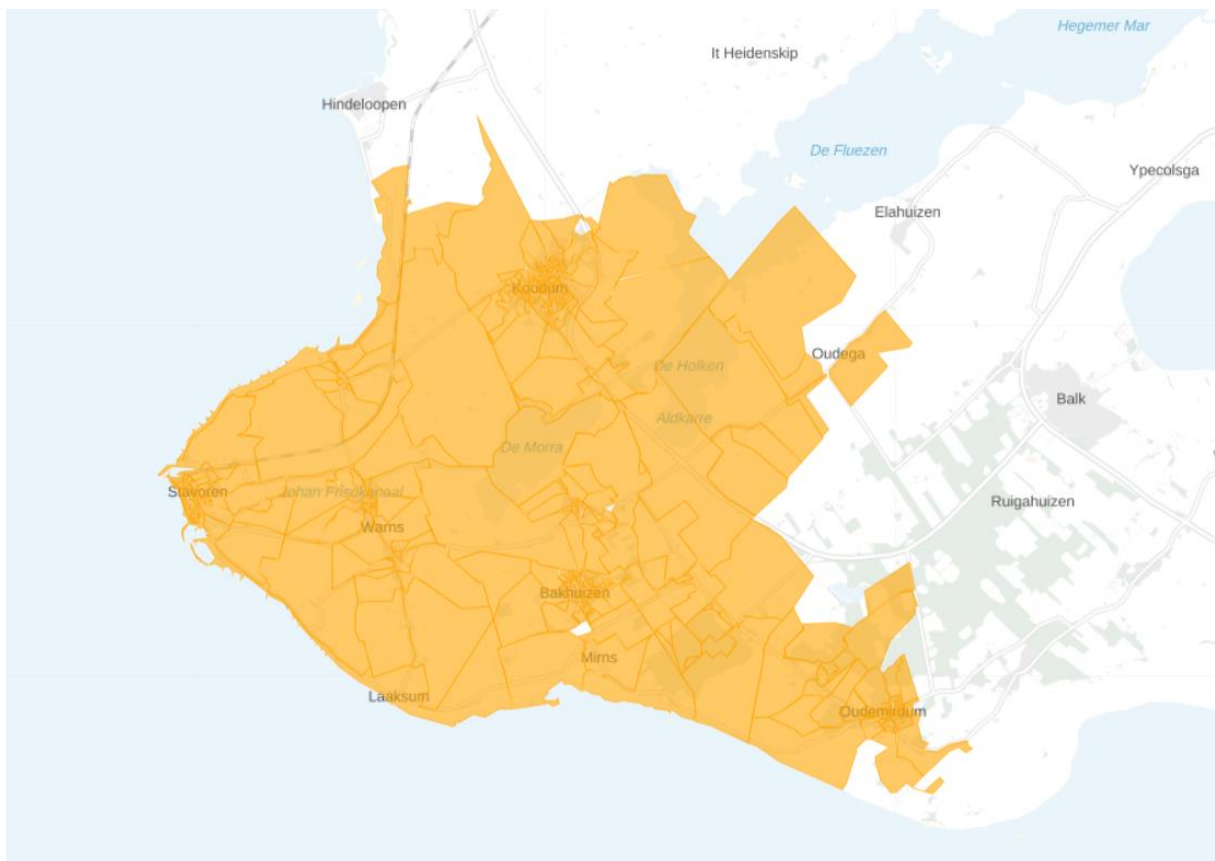 Hegemer Mar
It Heidenskip
Hindeloopen
De Fluezen
Ypecolsga
Elahuizen
Koudum
Oudega
De Holken
Balk
Aldkarre
De Morra
Stavoren
Johan Frisokanaal
Ruigahuizen
Warns
Bakhuizen
Mirns
Laaksum
Oudemirdum